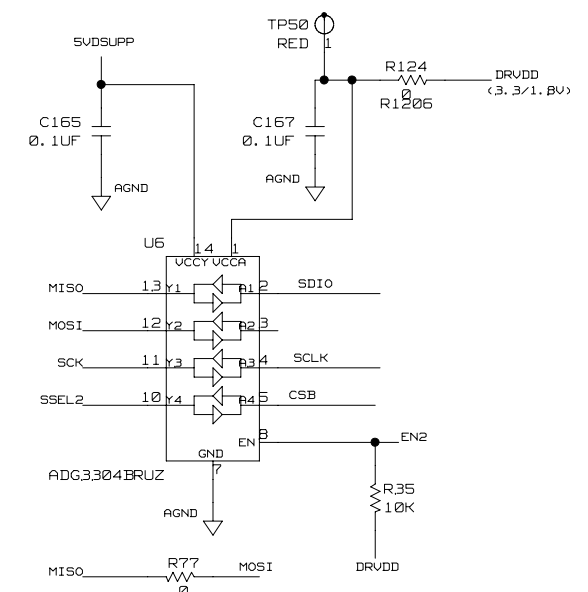 TP50
RED 1
5VDSUPP
R124
DRVDD
0
(3.3/1.8V)
R1206
C165
0.1UF
C167
0.1UF
AGND
AGND
U6
14 1
VCCY VCCA
MISO 13 Y1 A1 2 SDIO
MOSI 12 Y2 A2 3
SCK 11 Y3 A3 4 SCLK
SSEL2 10 Y4 A4 5 CSB
EN 8 EN2
GND
7
ADG3304BRUZ
R35
10K
AGND
DRVDD
R77
MISO MOSI
0